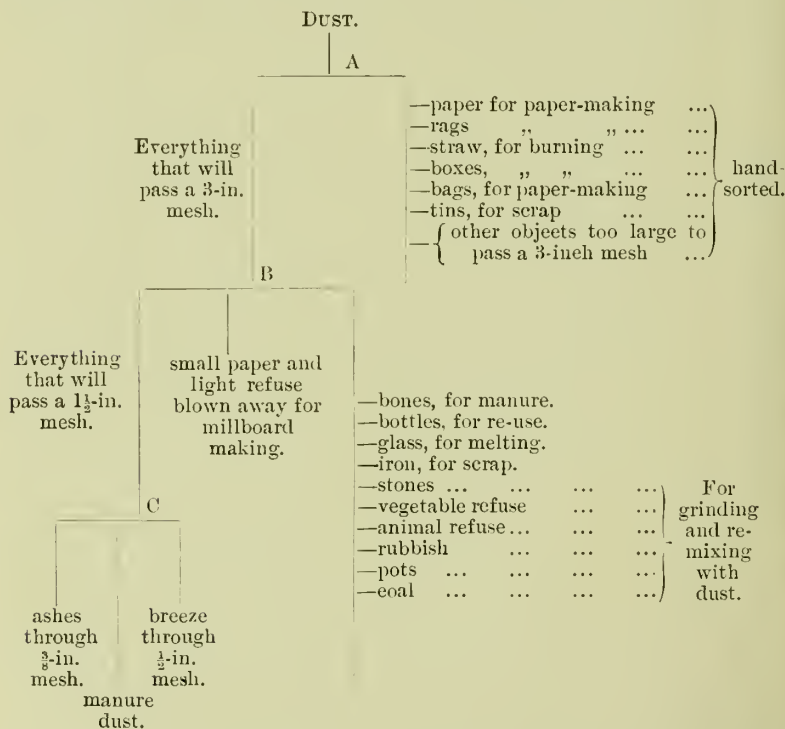 DUST.
A
Everything
that will
pass a 3-in.
mesh.
—paper for paper-making ...
—rags „ „ ... ...
—straw, for burning ... ...
—boxes, „ „ ... ...
—bags, for paper-making ...
—tins, for scrap ... ...
—other objects too large to
pass a 3-inch mesh ...
hand-
sorted.
B
Everything
that will
pass a 1½-in.
mesh.
small paper and
light refuse
blown away for
millboard
making.
—bones, for manure.
—bottles, for re-use.
—glass, for melting.
—iron, for scrap.
—stones ... ... ... ...
—vegetable refuse ... ...
—animal refuse ... ... ...
—rubbish ... ... ...
—pots ... ... ... ...
—coal ... ... ... ...
For
grinding
and re-
mixing
with
dust.
C
ashes
through
⅜-in.
mesh.
breeze
through
½-in.
mesh.
manure
dust.